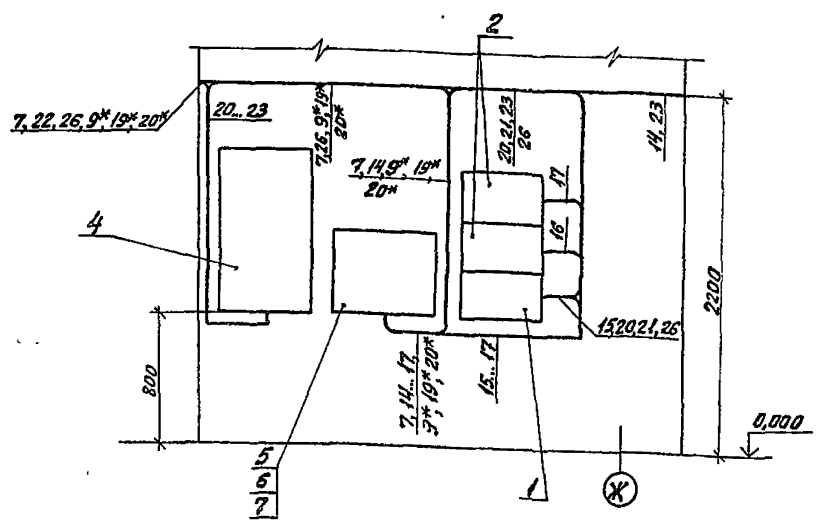 2
7, 22, 26, 9*, 19*, 20*
20...23
7, 26, 9*, 19*
20*
20, 21, 23
26
14, 23
7, 14, 9*, 19*
20*
17
16
4
2200
15, 20, 21, 26
800
7, 14...17,
9*, 19*, 20*
15...17
0,000
5
6
7
1
Ж